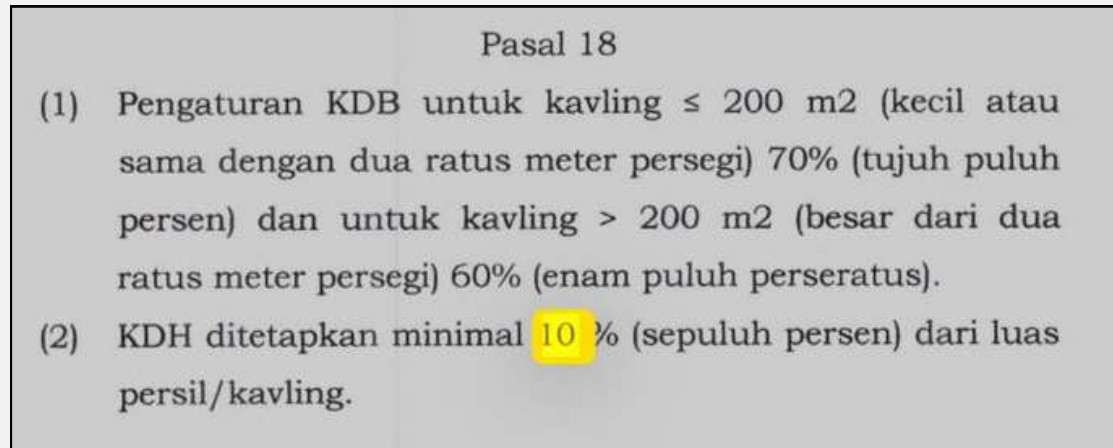 Pasal 18
(1) Pengaturan KDB untuk kavling ≤ 200 m2 (kecil atau
sama dengan dua ratus meter persegi) 70% (tujuh puluh
persen) dan untuk kavling > 200 m2 (besar dari dua
ratus meter persegi) 60% (enam puluh perseratus).
(2) KDH ditetapkan minimal 10 % (sepuluh persen) dari luas
persil/kavling.